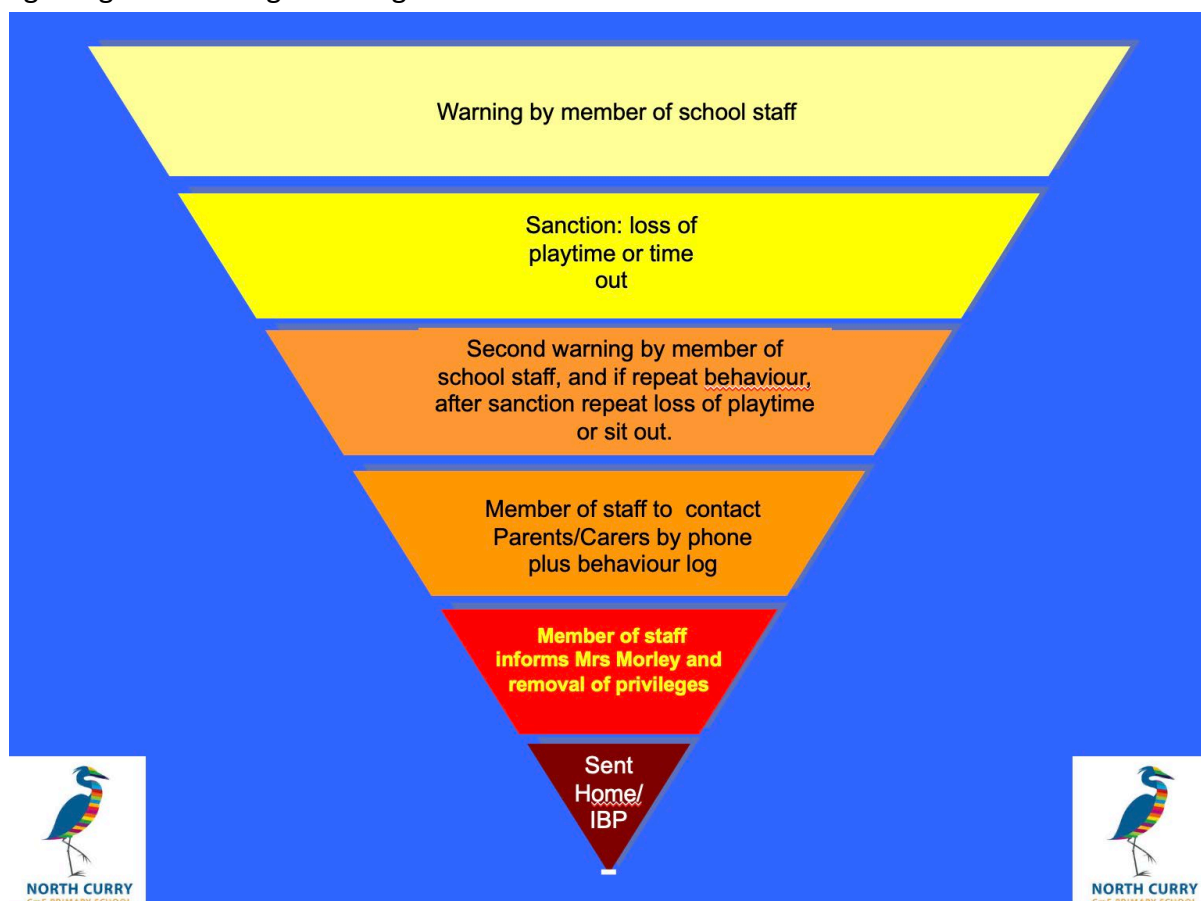 Warning by member of school staff
Sanction: loss of
playtime or time
out
Second warning by member of
school staff, and if repeat behaviour,
after sanction repeat loss of playtime
or sit out.
Member of staff to  contact
Parents/Carers by phone
plus behaviour log
Member of staff
informs Mrs Morley and
removal of privileges
Sent
Home/
IBP
NORTH CURRY
NORTH CURRY